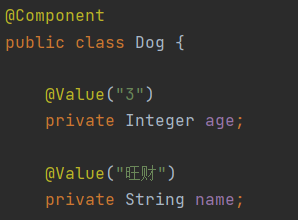 @Component
public class Dog {
@Value("3")
private Integer age;
@Value("旺财")
private String name;